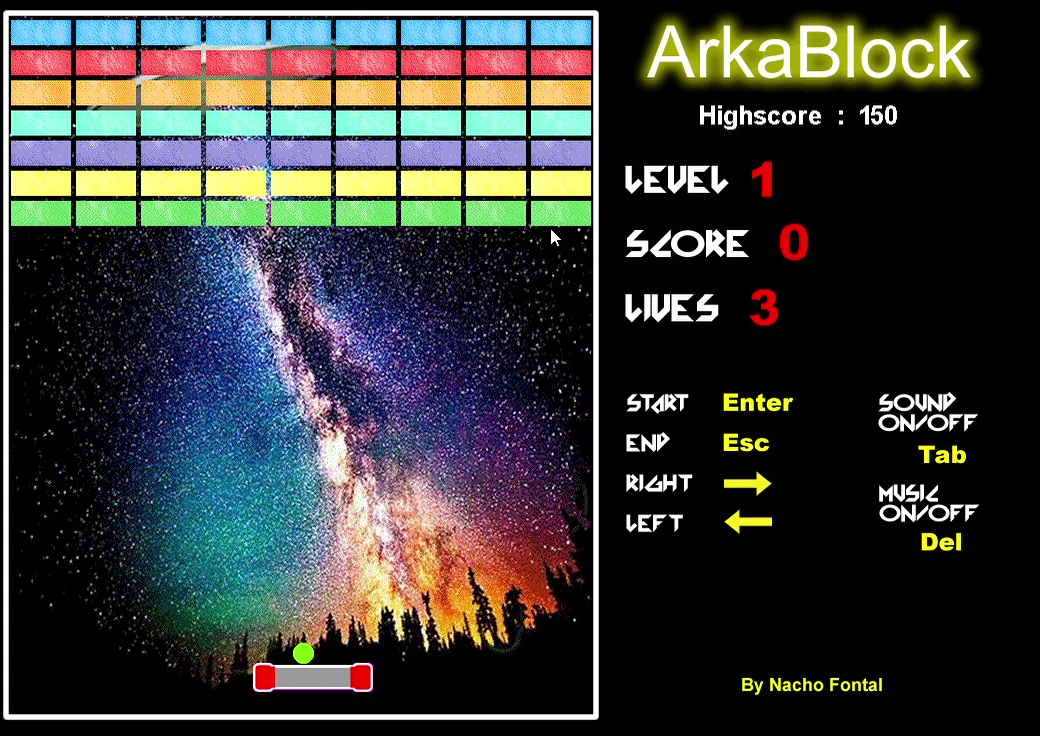 ArkaBlock
Highscore : 150
LEVEL 1
SCORE 0
LIVES 3
START Enter
END Esc
RIGHT
LEFT
SOUND
ON/OFF
Tab
MUSIC
ON/OFF
Del
By Nacho Fontal